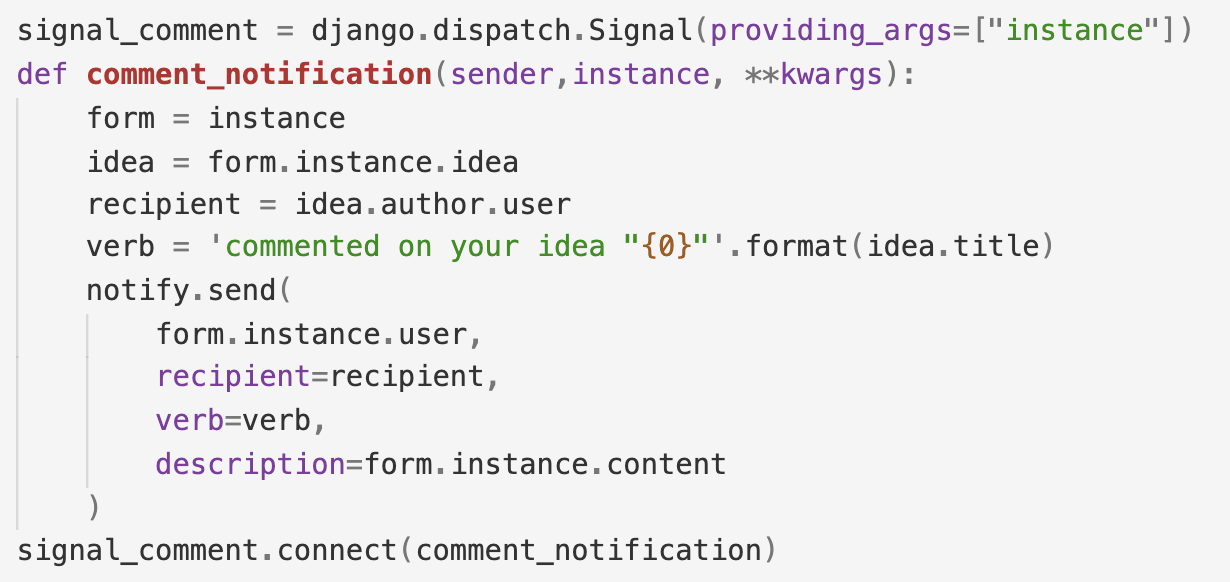 signal_comment = django.dispatch.Signal(providing_args=["instance"])
def comment_notification(sender,instance, **kwargs):
    form = instance
    idea = form.instance.idea
    recipient = idea.author.user
    verb = 'commented on your idea "{0}"'.format(idea.title)
    notify.send(
        form.instance.user,
        recipient=recipient,
        verb=verb,
        description=form.instance.content
    )
signal_comment.connect(comment_notification)